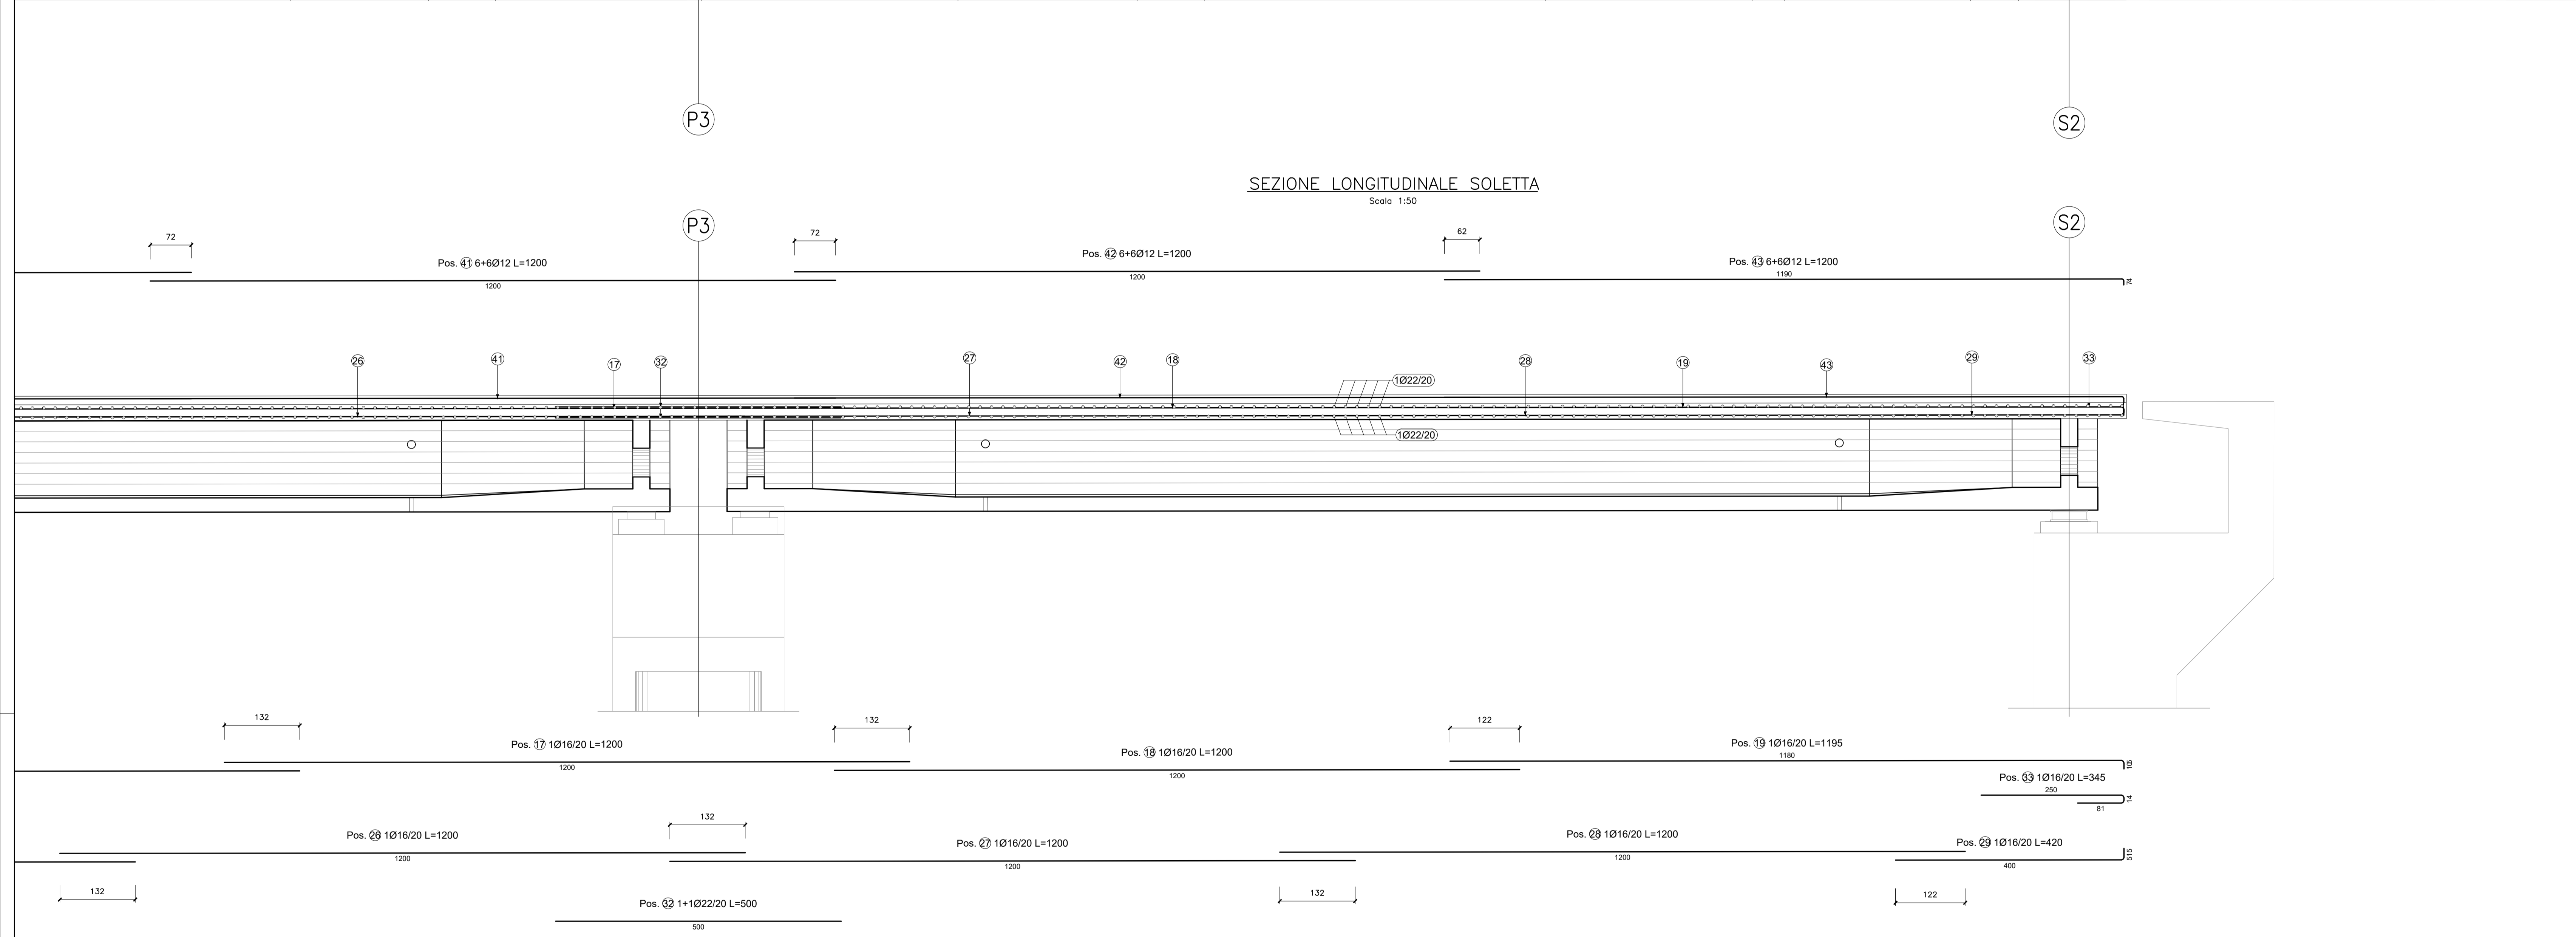 P3
S2
SEZIONE LONGITUDINALE SOLETTA
Scala 1:50
P3
S2
72
72
62
Pos. 41 6+6Ø12 L=1200
1200
Pos. 42 6+6Ø12 L=1200
1200
Pos. 43 6+6Ø12 L=1200
1190
26
41
17
32
27
42
18
28
19
43
29
33
1Ø22/20
1Ø22/20
132
132
122
Pos. 17 1Ø16/20 L=1200
1200
Pos. 18 1Ø16/20 L=1200
1200
Pos. 19 1Ø16/20 L=1195
1180
Pos. 33 1Ø16/20 L=345
250
14
81
132
Pos. 26 1Ø16/20 L=1200
1200
Pos. 27 1Ø16/20 L=1200
1200
Pos. 28 1Ø16/20 L=1200
1200
Pos. 29 1Ø16/20 L=420
400
132
132
122
Pos. 32 1+1Ø22/20 L=500
500